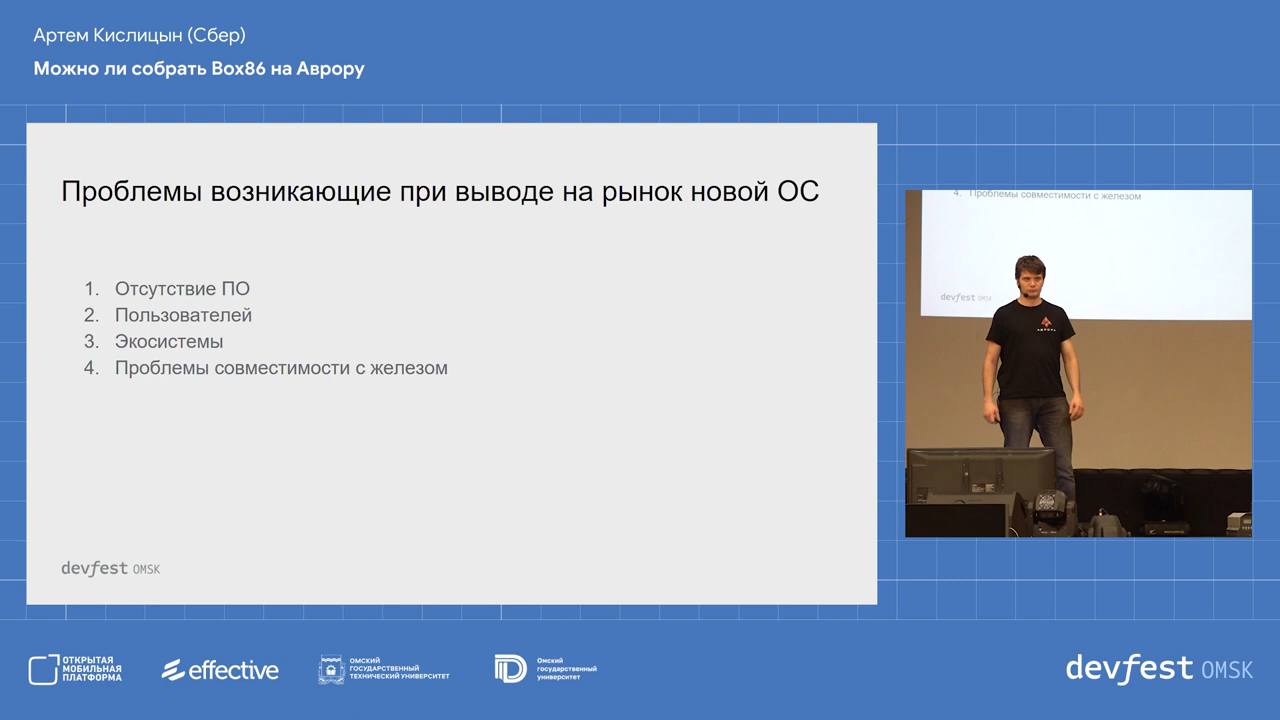 Артем Кислицын (Сбер)
Можно ли собрать Box86 на Аврору
Проблемы возникающие при выводе на рынок новой ОС
1. Отсутствие ПО
2. Пользователей
3. Экосистемы
4. Проблемы совместимости с железом
devfest OMSK
4. Проблемы совместимости с железом
devfest OMSK
АВРОРА
ОТКРЫТАЯ
МОБИЛЬНАЯ
ПЛАТФОРМА
effective
ОМСКИЙ
ГОСУДАРСТВЕННЫЙ
ТЕХНИЧЕСКИЙ УНИВЕРСИТЕТ
Омский
государственный
университет
devfest OMSK